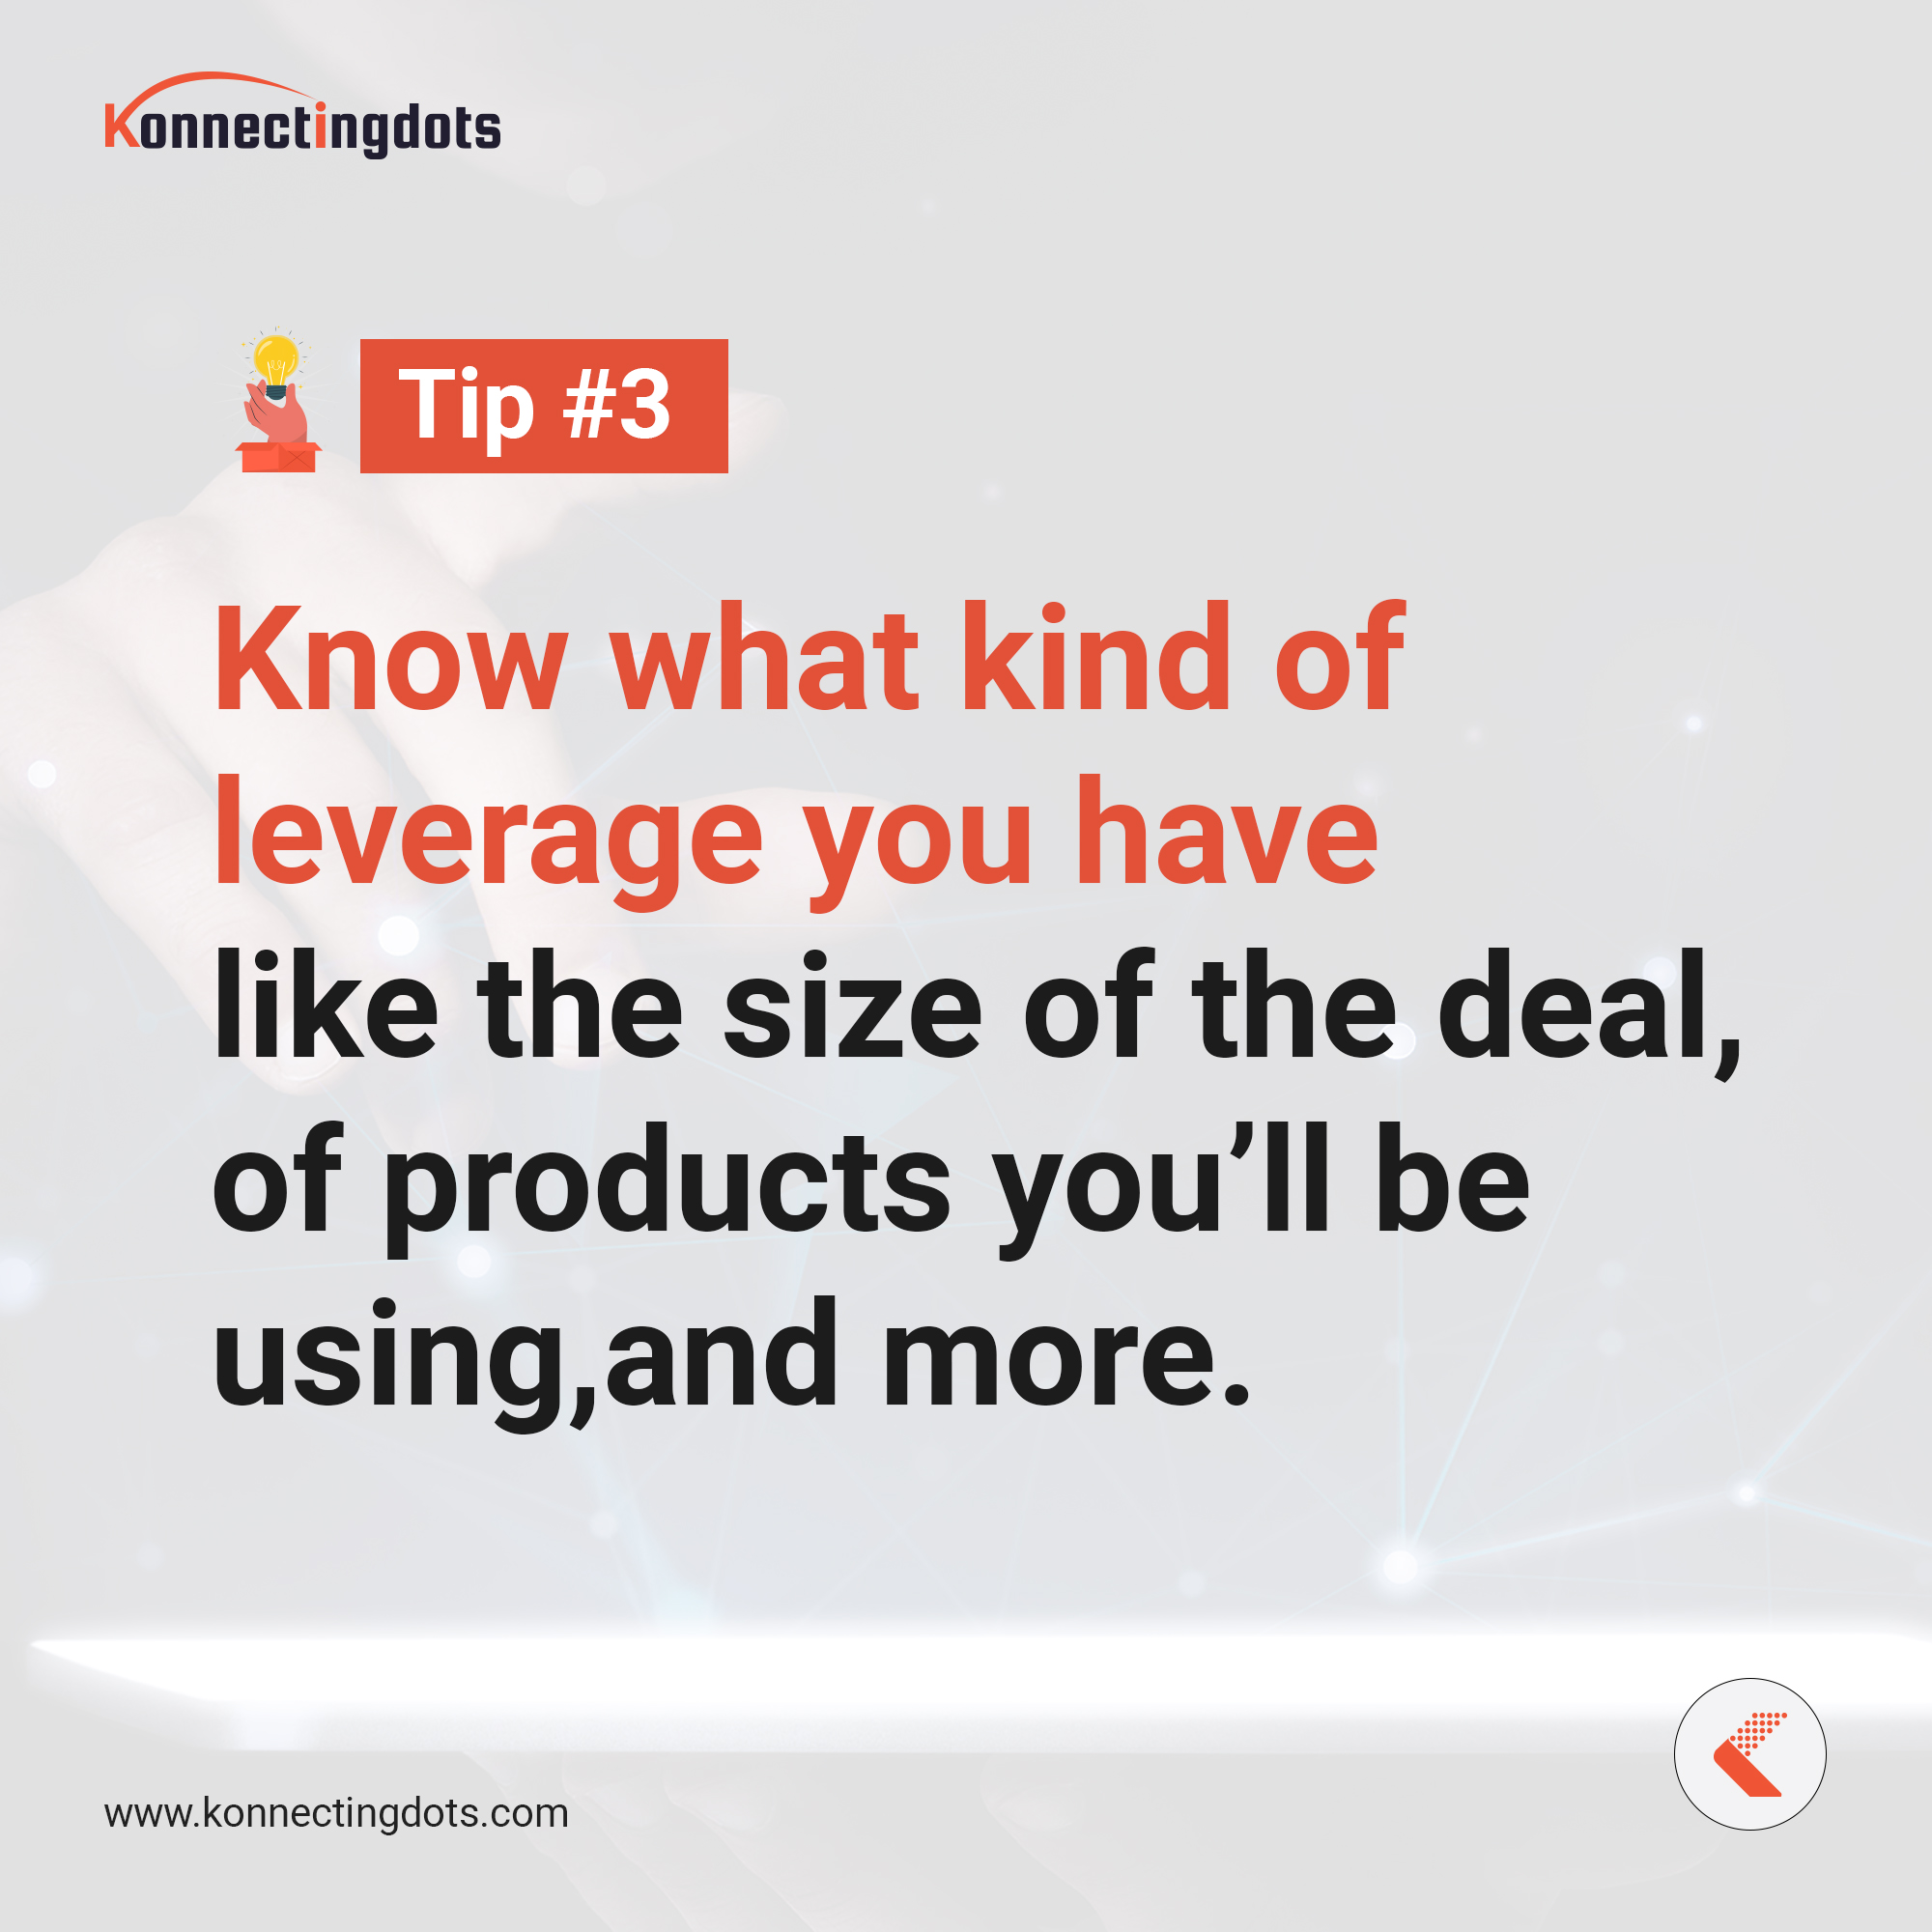 Konnectingdots
Tip #3
Know what kind of
leverage you have
like the size of the deal,
of products you’ll be
using,and more.
www.konnectingdots.com